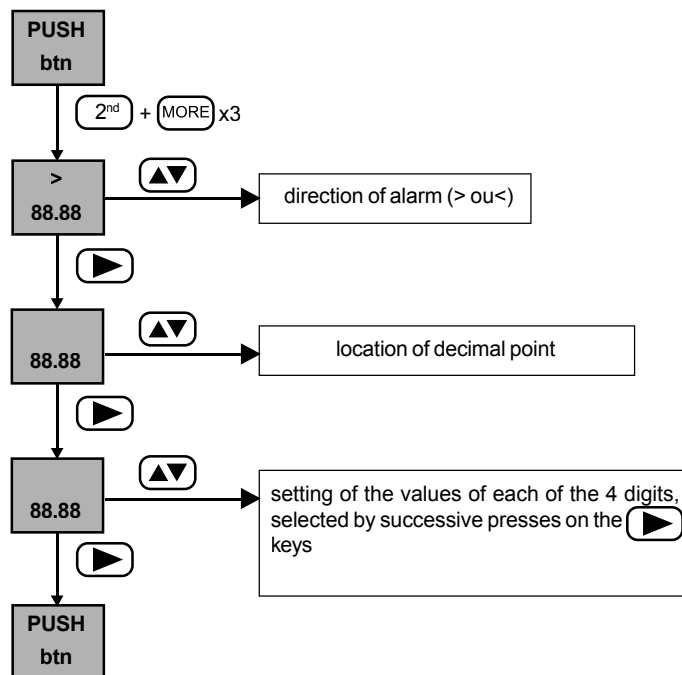 PUSH
btn
2nd + MORE x3
>
88.88
▲▼
direction of alarm (> ou<)
▶
88.88
▲▼
location of decimal point
▶
88.88
▲▼
setting of the values of each of the 4 digits,
selected by successive presses on the ▶
keys
▶
PUSH
btn